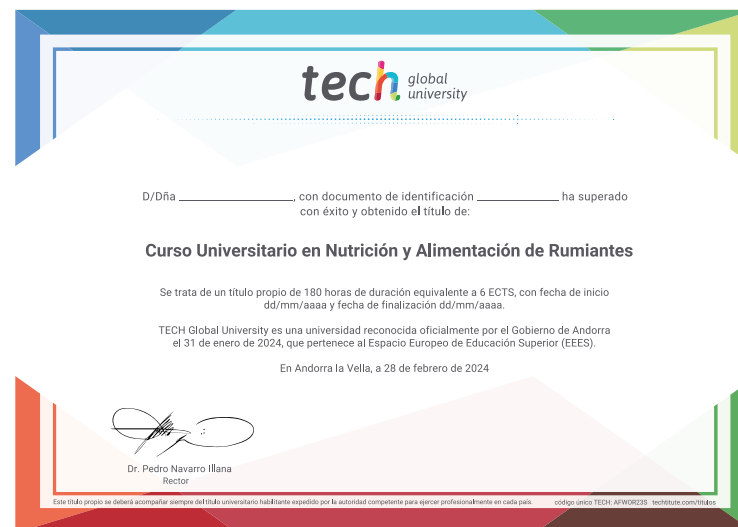 tech global
university
D/Dña ____________________, con documento de identificación ______________ ha superado
con éxito y obtenido el título de:
Curso Universitario en Nutrición y Alimentación de Rumiantes
Se trata de un título propio de 180 horas de duración equivalente a 6 ECTS, con fecha de inicio
dd/mm/aaaa y fecha de finalización dd/mm/aaaa.
TECH Global University es una universidad reconocida oficialmente por el Gobierno de Andorra
el 31 de enero de 2024, que pertenece al Espacio Europeo de Educación Superior (EEES).
En Andorra la Vella, a 28 de febrero de 2024
Dr. Pedro Navarro Illana
Rector
Este título propio se deberá acompañar siempre del título universitario habilitante expedido por la autoridad competente para ejercer profesionalmente en cada país. código único TECH: AFWOR23S techtitute.com/titulos